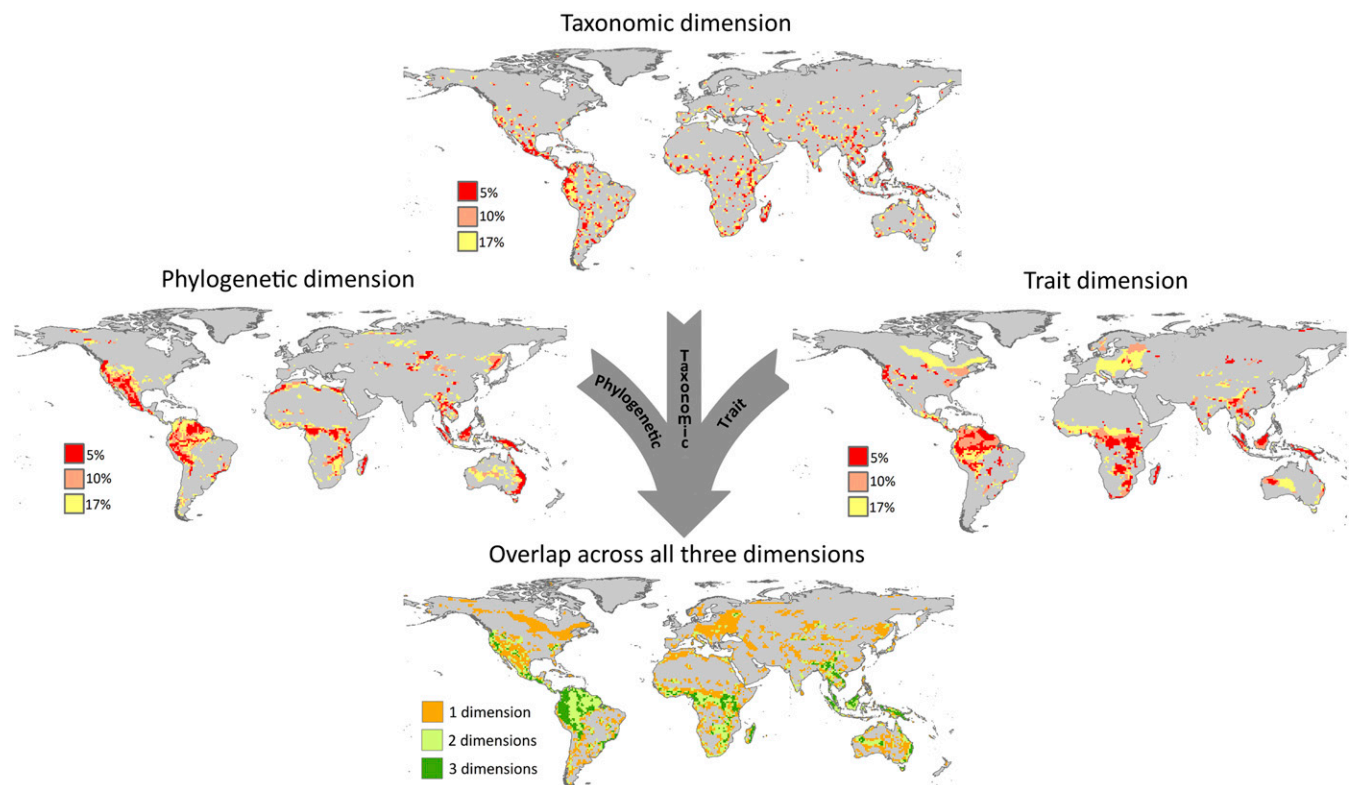 Taxonomic dimension
5%
10%
17%
Phylogenetic dimension
5%
10%
17%
Trait dimension
5%
10%
17%
Phylogenetic
Taxonomic
Trait
Overlap across all three dimensions
1 dimension
2 dimensions
3 dimensions